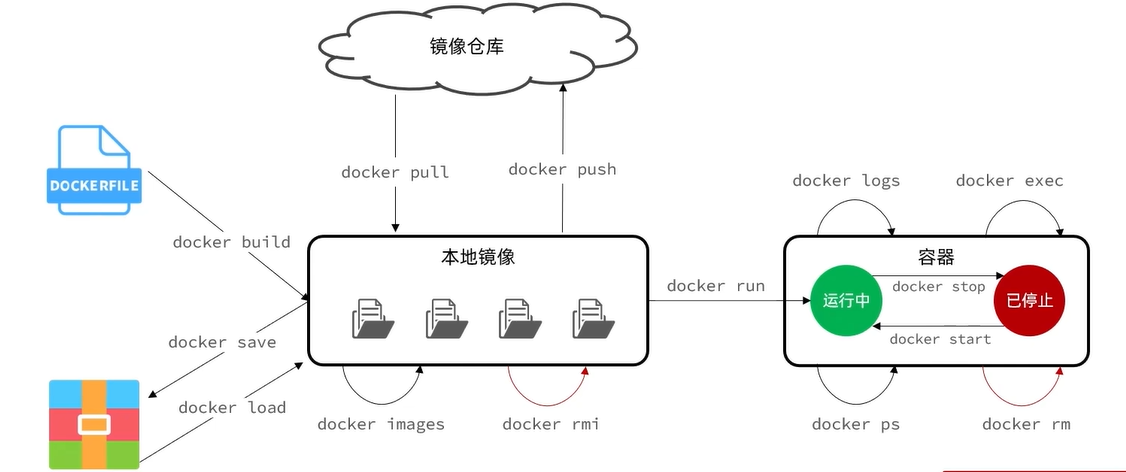 镜像仓库
docker pull
docker push
DOCKERFILE
docker build
docker logs
docker exec
本地镜像
容器
docker run
运行中
docker stop
已停止
docker start
docker save
docker load
docker images
docker rmi
docker ps
docker rm